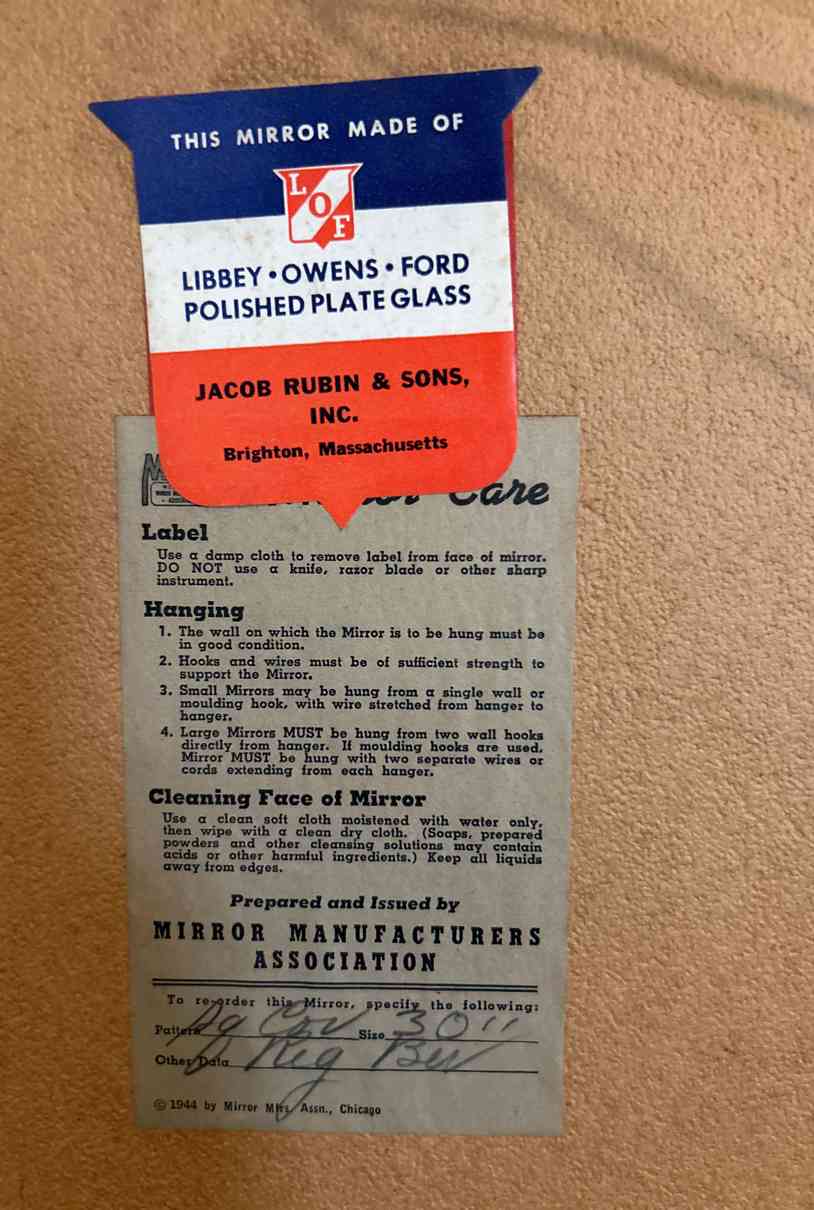 THIS MIRROR MADE OF
LOF
LIBBEY • OWENS • FORD
POLISHED PLATE GLASS
JACOB RUBIN & SONS,
INC.
Brighton, Massachusetts
Care
Label
Use a damp cloth to remove label from face of mirror.
DO NOT use a knife, razor blade or other sharp
instrument.
Hanging
1. The wall on which the Mirror is to be hung must be
in good condition.
2. Hooks and wires must be of sufficient strength to
support the Mirror.
3. Small Mirrors may be hung from a single wall or
moulding hook, with wire stretched from hanger to
hanger.
4. Large Mirrors MUST be hung from two wall hooks
directly from hanger. If moulding hooks are used,
Mirror MUST be hung with two separate wires or
cords extending from each hanger.
Cleaning Face of Mirror
Use a clean soft cloth moistened with water only,
then wipe with a clean dry cloth. (Soaps, prepared
powders and other cleansing solutions may contain
acids or other harmful ingredients.) Keep all liquids
away from edges.
Prepared and Issued by
MIRROR MANUFACTURERS
ASSOCIATION
To re-order this Mirror, specify the following:
Pattern Size 30"
Other Data Reg Bev
© 1944 by Mirror Mfrs. Assn., Chicago